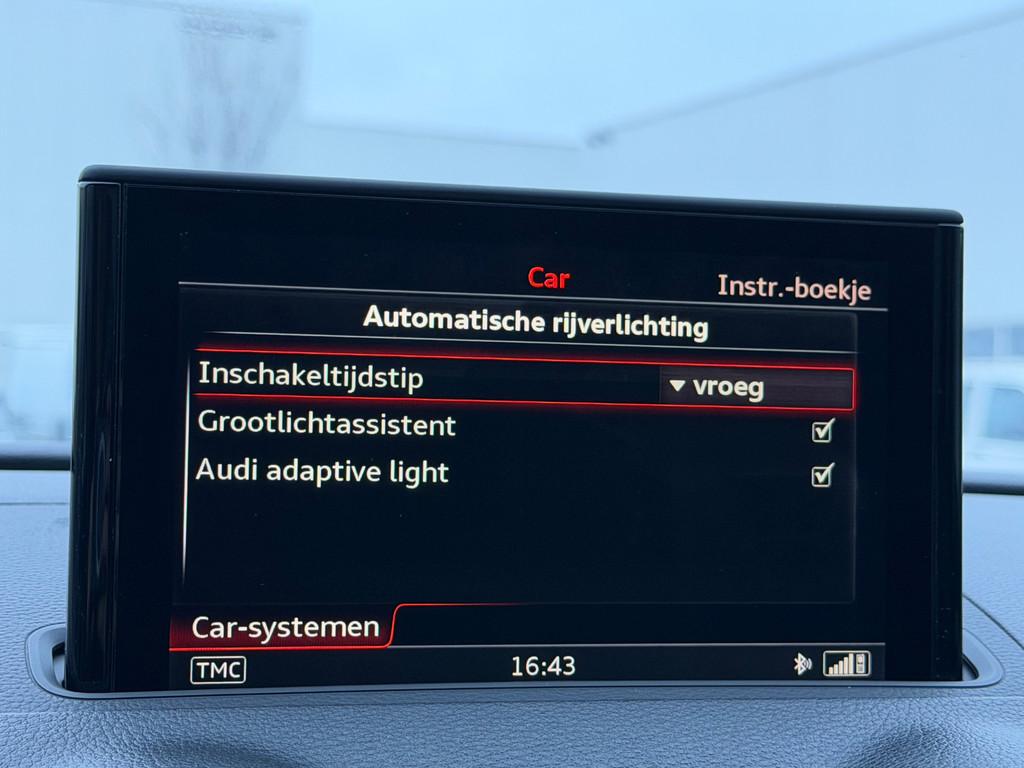 Car
Instr.-boekje
Automatische rijverlichting
Inschakeltijdstip
vroeg
Grootlichtassistent
Audi adaptive light
Car-systemen
TMC
16:43